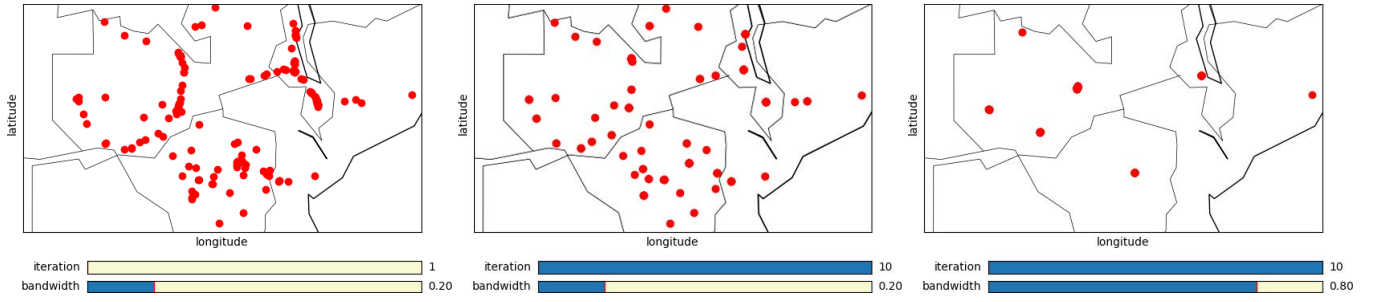 latitude
longitude
iteration 1
bandwidth 0.20
latitude
longitude
iteration 10
bandwidth 0.20
latitude
longitude
iteration 10
bandwidth 0.80